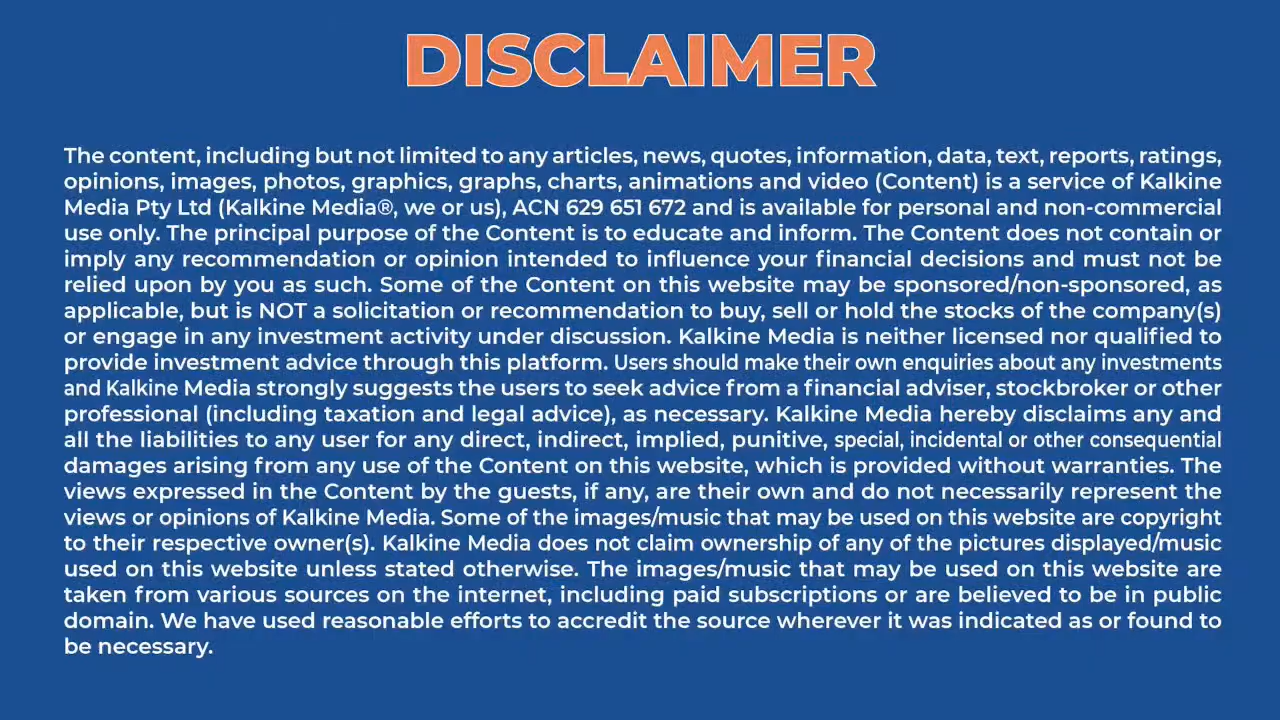 DISCLAIMER
The content, including but not limited to any articles, news, quotes, information, data, text, reports, ratings,
opinions, images, photos, graphics, graphs, charts, animations and video (Content) is a service of Kalkine
Media Pty Ltd (Kalkine Media®, we or us), ACN 629 651 672 and is available for personal and non-commercial
use only. The principal purpose of the Content is to educate and inform. The Content does not contain or
imply any recommendation or opinion intended to influence your financial decisions and must not be
relied upon by you as such. Some of the Content on this website may be sponsored/non-sponsored, as
applicable, but is NOT a solicitation or recommendation to buy, sell or hold the stocks of the company(s)
or engage in any investment activity under discussion. Kalkine Media is neither licensed nor qualified to
provide investment advice through this platform. Users should make their own enquiries about any investments
and Kalkine Media strongly suggests the users to seek advice from a financial adviser, stockbroker or other
professional (including taxation and legal advice), as necessary. Kalkine Media hereby disclaims any and
all the liabilities to any user for any direct, indirect, implied, punitive, special, incidental or other consequential
damages arising from any use of the Content on this website, which is provided without warranties. The
views expressed in the Content by the guests, if any, are their own and do not necessarily represent the
views or opinions of Kalkine Media. Some of the images/music that may be used on this website are copyright
to their respective owner(s). Kalkine Media does not claim ownership of any of the pictures displayed/music
used on this website unless stated otherwise. The images/music that may be used on this website are
taken from various sources on the internet, including paid subscriptions or are believed to be in public
domain. We have used reasonable efforts to accredit the source wherever it was indicated as or found to
be necessary.